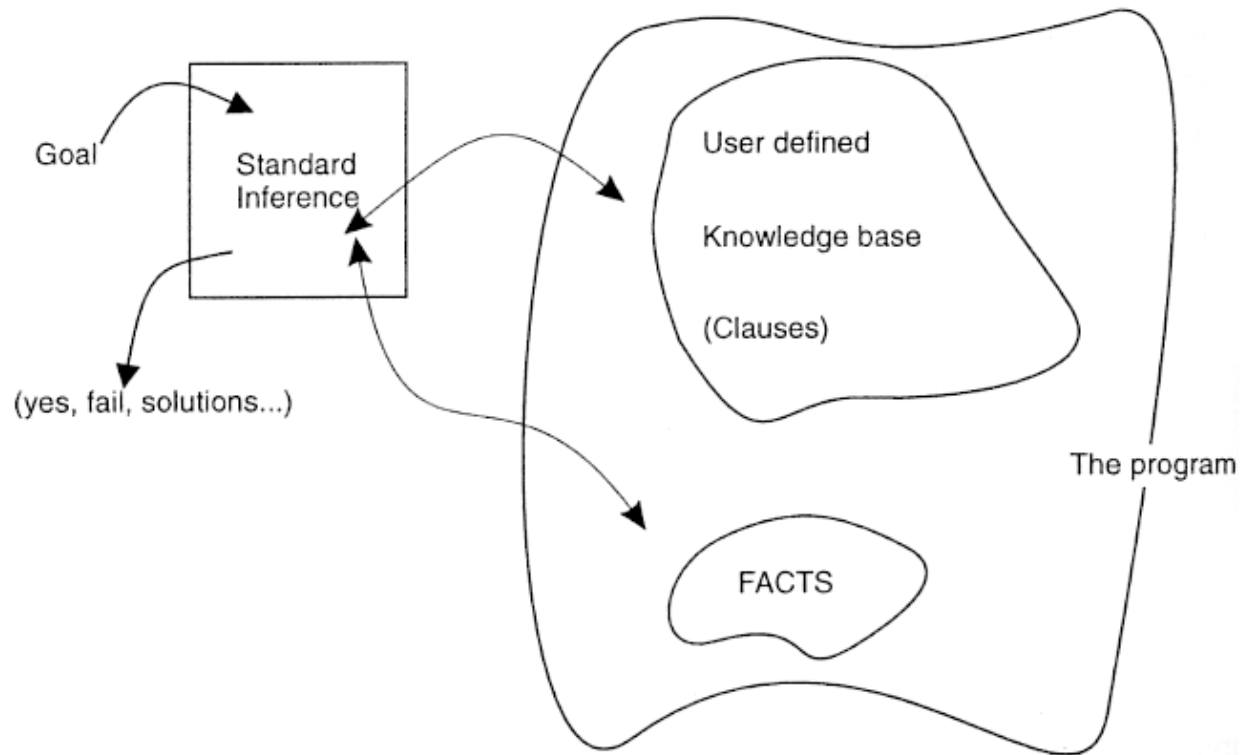 Goal
Standard
Inference
(yes, fail, solutions...)
User defined
Knowledge base
(Clauses)
The program
FACTS